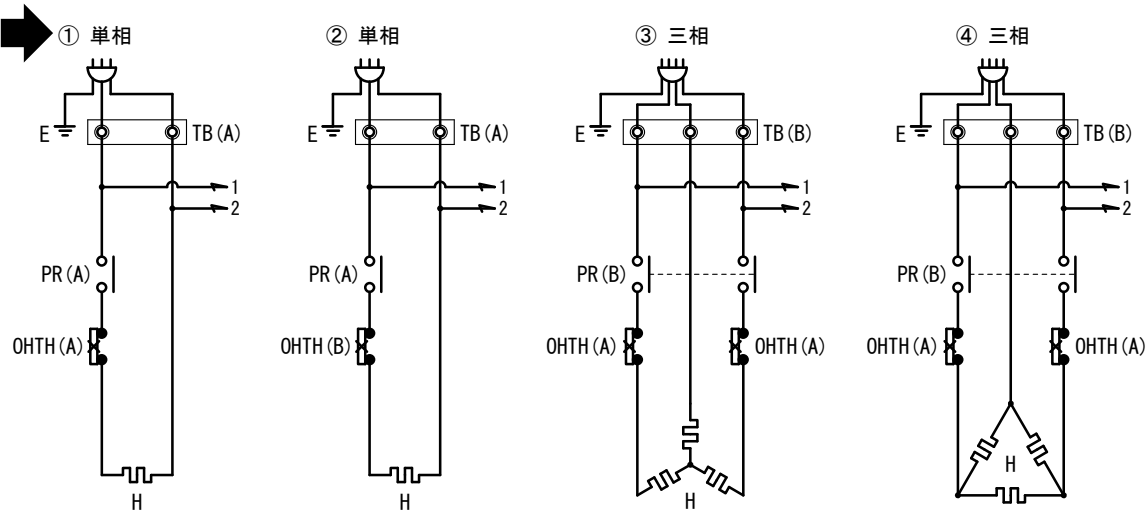 ① 単相
E
TB(A)
1
2
PR(A)
OHTH(A)
H
② 単相
E
TB(A)
1
2
PR(A)
OHTH(B)
H
③ 三相
E
TB(B)
1
2
PR(B)
OHTH(A)
OHTH(A)
H
④ 三相
E
TB(B)
1
2
PR(B)
OHTH(A)
OHTH(A)
H